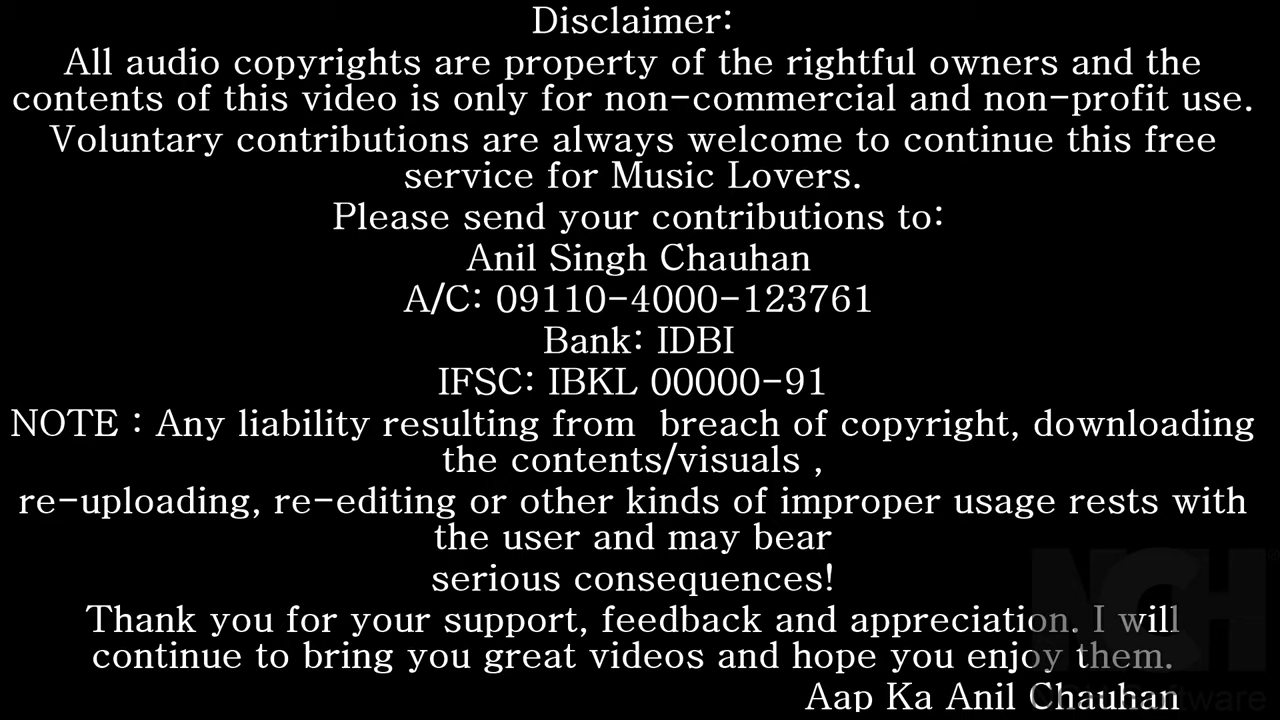 Disclaimer:
All audio copyrights are property of the rightful owners and the
contents of this video is only for non-commercial and non-profit use.
Voluntary contributions are always welcome to continue this free
service for Music Lovers.
Please send your contributions to:
Anil Singh Chauhan
A/C: 09110-4000-123761
Bank: IDBI
IFSC: IBKL 00000-91
NOTE : Any liability resulting from  breach of copyright, downloading
the contents/visuals ,
re-uploading, re-editing or other kinds of improper usage rests with
the user and may bear
serious consequences!
Thank you for your support, feedback and appreciation. I will
continue to bring you great videos and hope you enjoy them.
Aap Ka Anil Chauhan
NCH
NCH Software